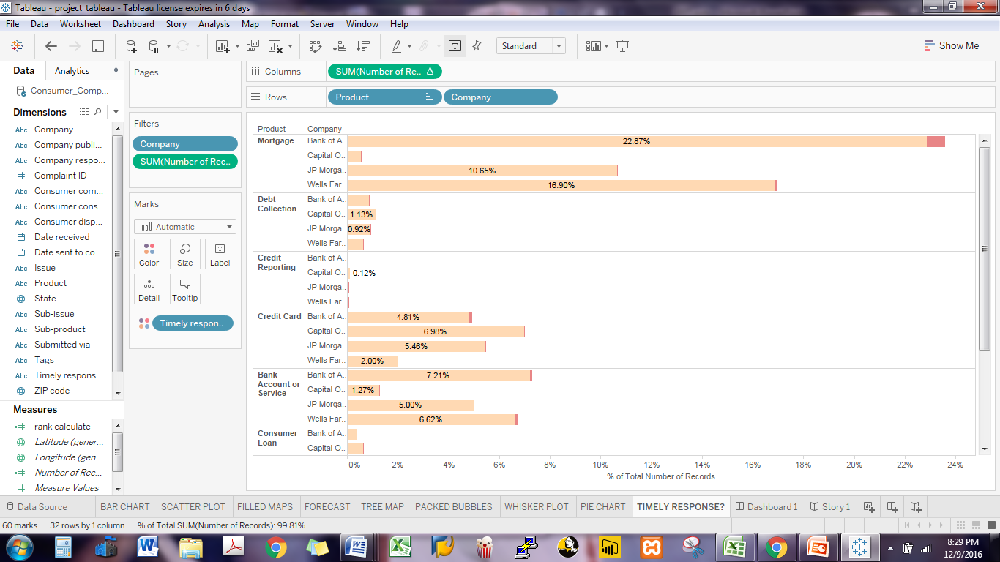 Tableau - project_tableau - Tableau license expires in 6 days
File Data Worksheet Dashboard Story Analysis Map Format Server Window Help
Standard
Show Me
Data Analytics
Consumer_Comp...
Dimensions
Abc Company
Abc Company publi...
Abc Company respo...
# Complaint ID
Abc Consumer com...
Abc Consumer cons...
Abc Consumer disp...
Date received
Date sent to co...
Abc Issue
Abc Product
State
Abc Sub-issue
Abc Sub-product
Abc Submitted via
Abc Tags
Abc Timely respons...
ZIP code
Measures
=# rank calculate
Latitude (gener...
Longitude (gen...
=# Number of Rec...
# Measure Values
Pages
Filters
Company
SUM(Number of Rec..
Marks
Automatic
Color Size Label
Detail Tooltip
Timely respon..
Columns SUM(Number of Re.. Δ
Rows Product Company
Product Company
Mortgage Bank of A.. 22.87%
Capital O..
JP Morga.. 10.65%
Wells Far.. 16.90%
Debt Collection Bank of A..
Capital O.. 1.13%
JP Morga.. 0.92%
Wells Far..
Credit Reporting Bank of A..
Capital O.. 0.12%
JP Morga..
Wells Far..
Credit Card Bank of A.. 4.81%
Capital O.. 6.98%
JP Morga.. 5.46%
Wells Far.. 2.00%
Bank Account or Service Bank of A.. 7.21%
Capital O.. 1.27%
JP Morga.. 5.00%
Wells Far.. 6.62%
Consumer Loan Bank of A..
Capital O..
0% 2% 4% 6% 8% 10% 12% 14% 16% 18% 20% 22% 24%
% of Total Number of Records
Data Source BAR CHART SCATTER PLOT FILLED MAPS FORECAST TREE MAP PACKED BUBBLES WHISKER PLOT PIE CHART TIMELY RESPONSE? Dashboard 1 Story 1
60 marks 32 rows by 1 column % of Total SUM(Number of Records): 99.81%
8:29 PM
12/9/2016